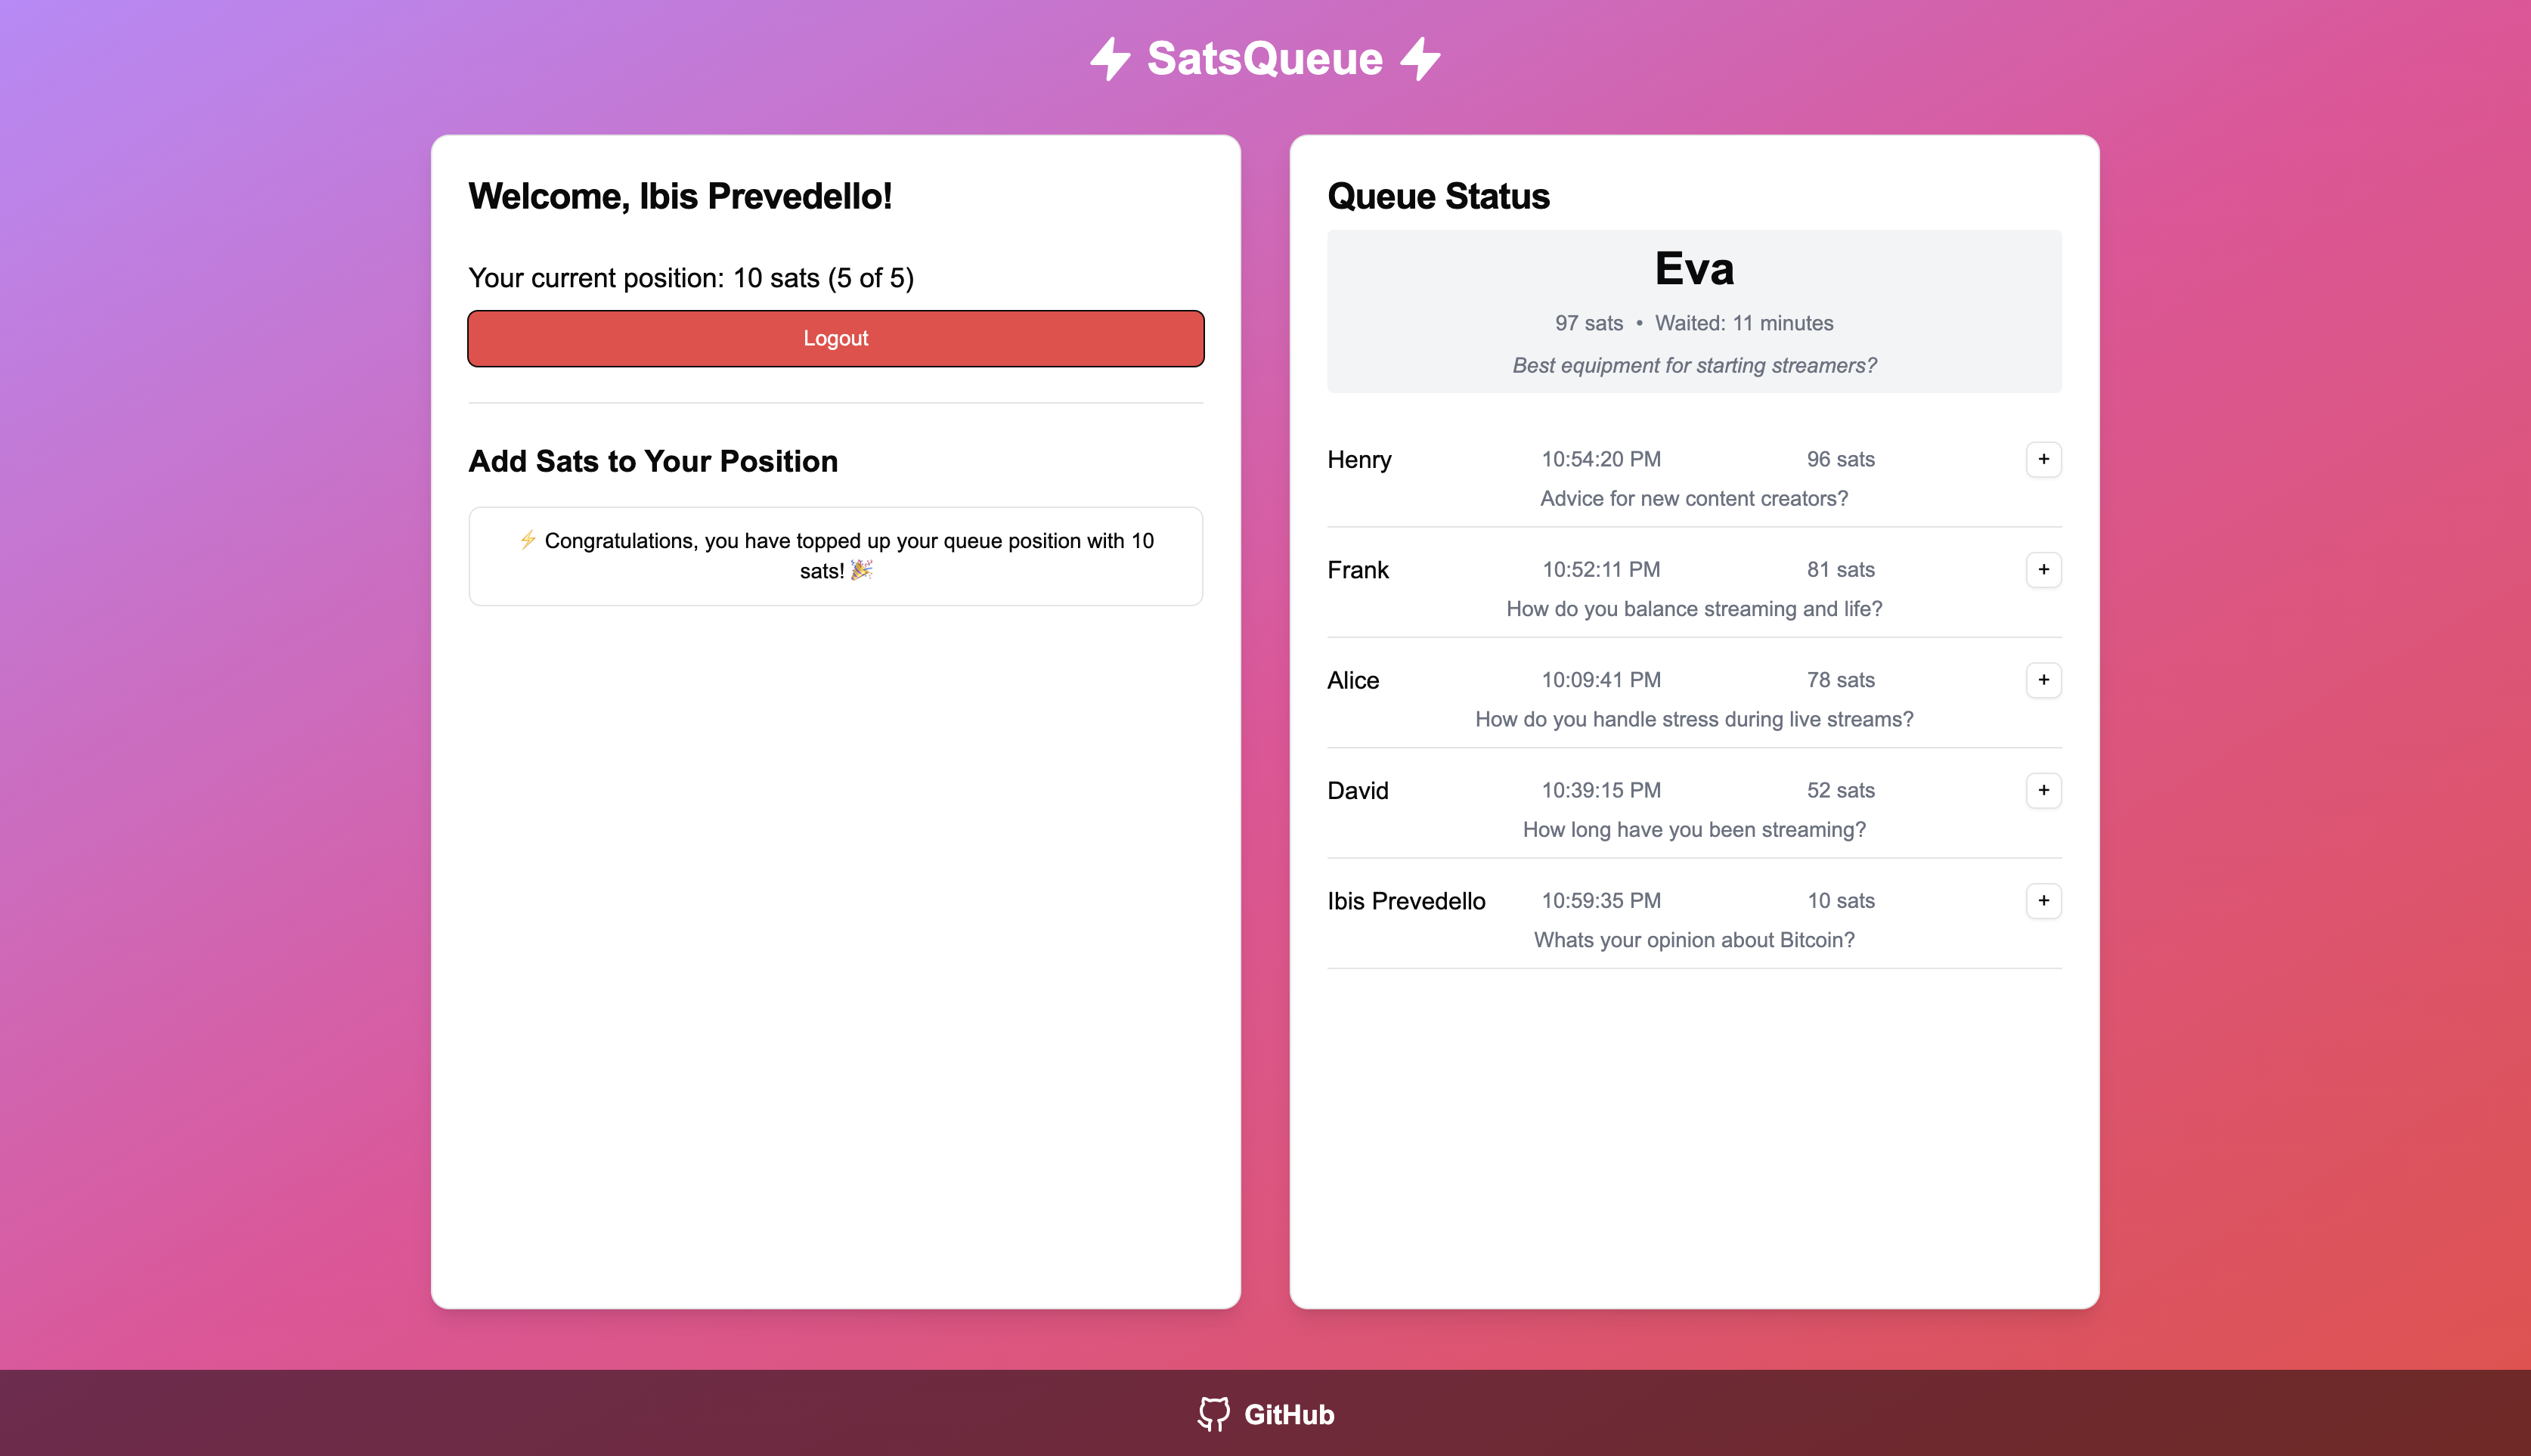 SatsQueue
Welcome, Ibis Prevedello!
Your current position: 10 sats (5 of 5)
Logout
Add Sats to Your Position
⚡ Congratulations, you have topped up your queue position with 10
sats! 🎉
Queue Status
Eva
97 sats • Waited: 11 minutes
Best equipment for starting streamers?
Henry 10:54:20 PM 96 sats +
Advice for new content creators?
Frank 10:52:11 PM 81 sats +
How do you balance streaming and life?
Alice 10:09:41 PM 78 sats +
How do you handle stress during live streams?
David 10:39:15 PM 52 sats +
How long have you been streaming?
Ibis Prevedello 10:59:35 PM 10 sats +
Whats your opinion about Bitcoin?
GitHub